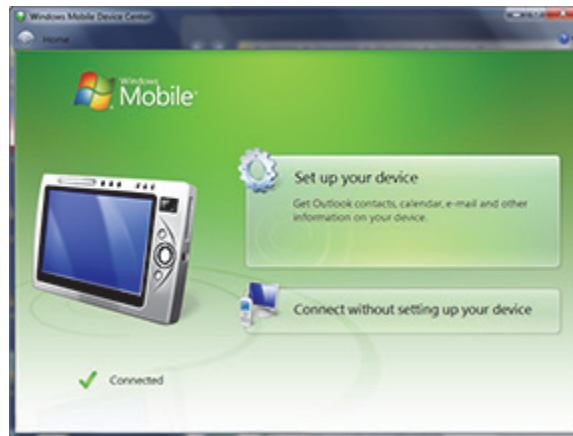 Windows Mobile Device Center
Home
Windows
Mobile
Set up your device
Get Outlook contacts, calendar, e-mail and other
information on your device.
Connect without setting up your device
Connected